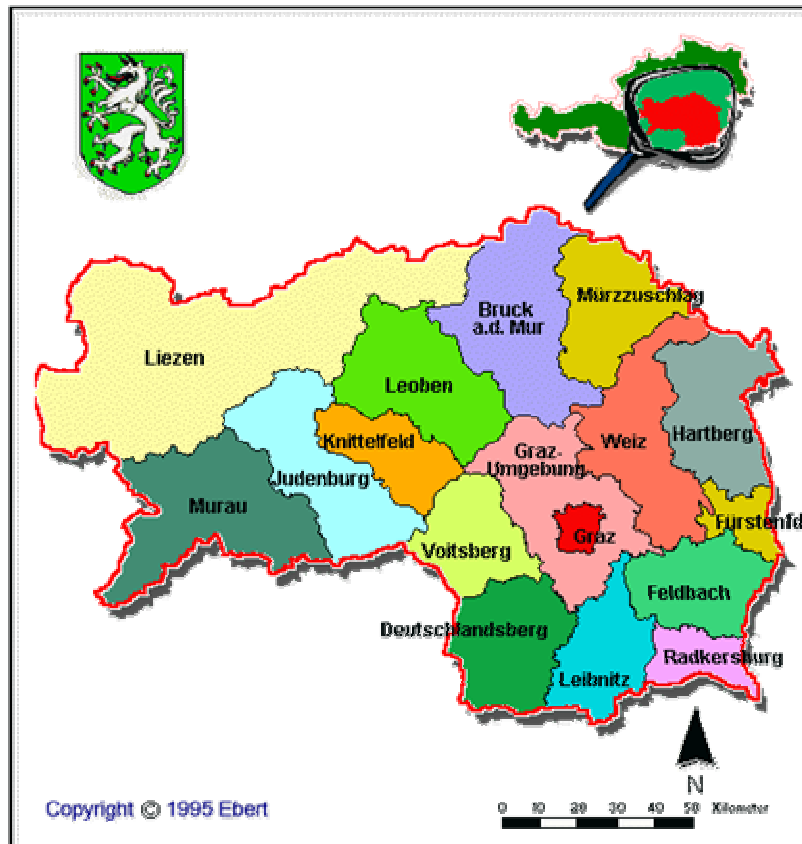 Mürzzuschlag
Bruck
a.d. Mur
Liezen
Leoben
Knittelfeld
Graz-
Umgebung
Weiz
Hartberg
Judenburg
Murau
Fürstenfd
Voitsberg
Graz
Feldbach
Deutschlandsberg
Radkersburg
Leibnitz
N
Copyright © 1995 Ebert
0 10 20 30 40 50 Kilometer